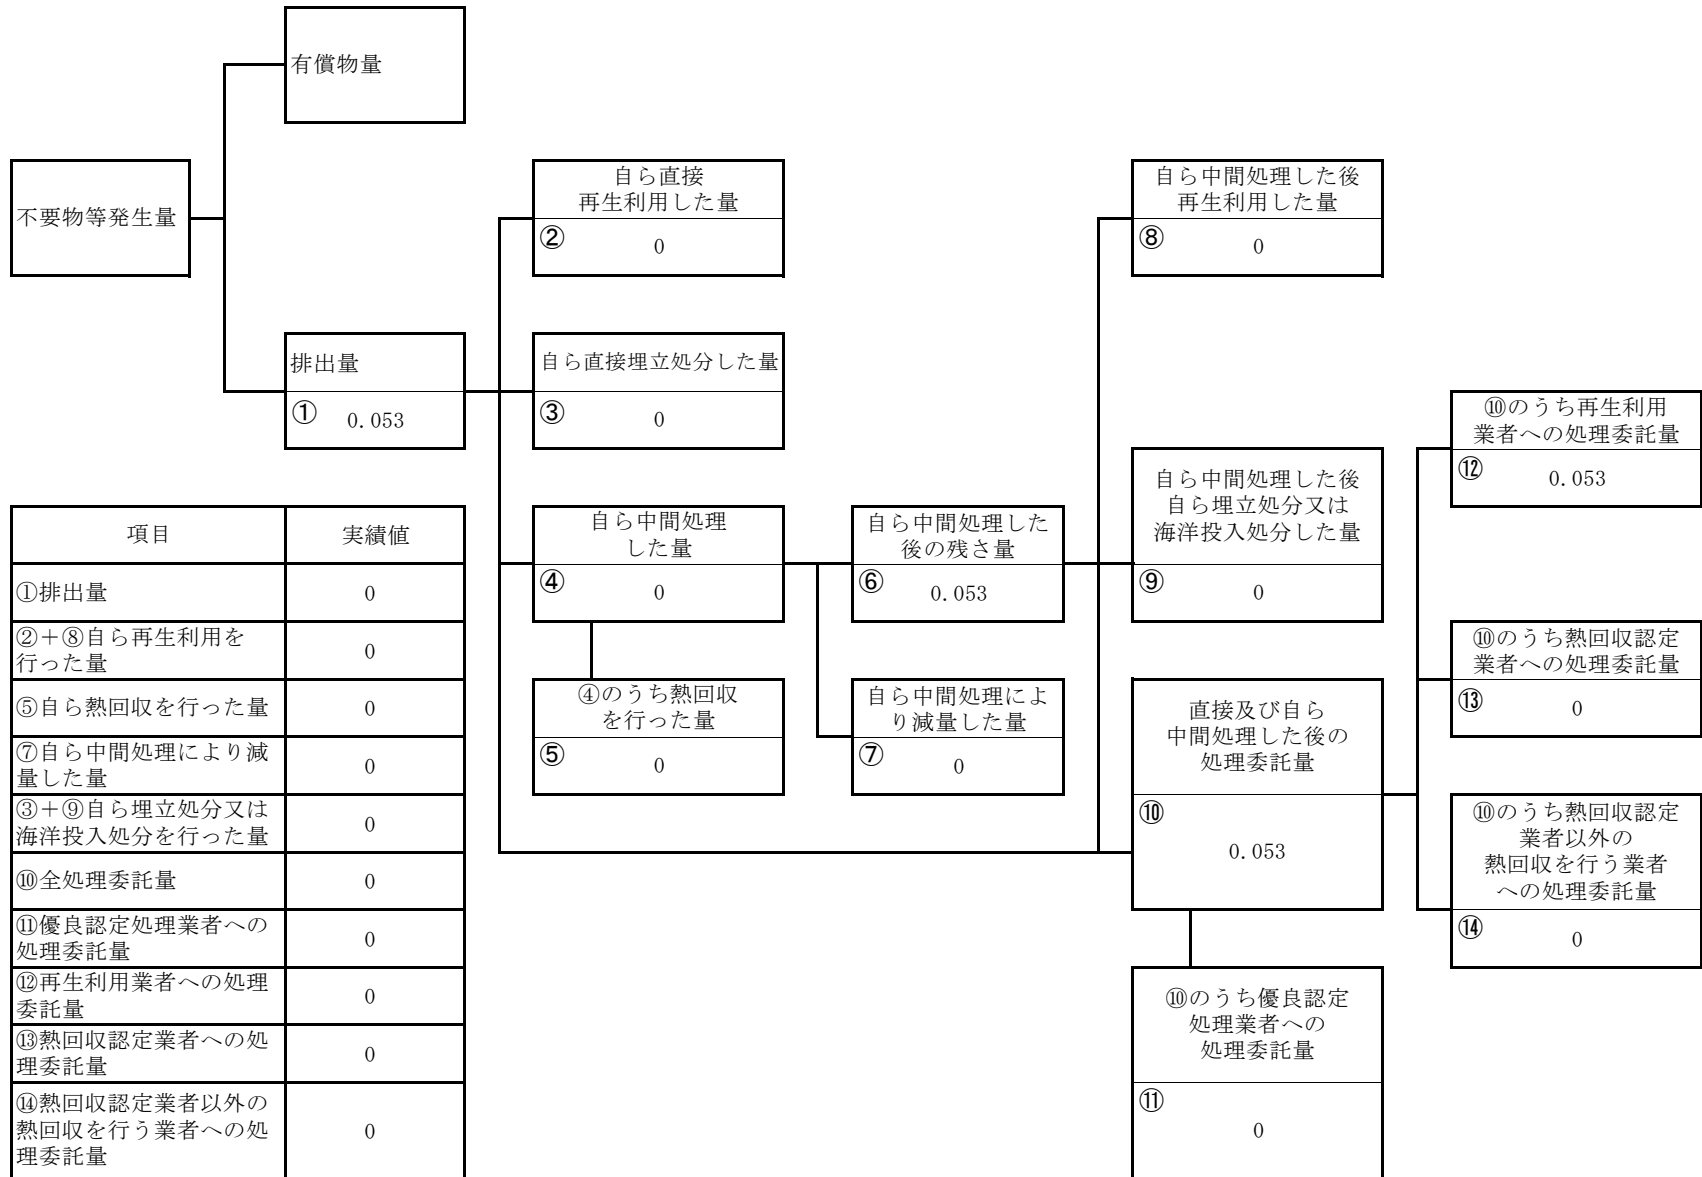 有償物量
不要物等発生量
自ら直接
再生利用した量
② 0
自ら中間処理した後
再生利用した量
⑧ 0
排出量
① 0.053
自ら直接埋立処分した量
③ 0
⑩のうち再生利用
業者への処理委託量
⑫ 0.053
自ら中間処理した後
自ら埋立処分又は
海洋投入処分した量
⑨ 0
自ら中間処理
した量
④ 0
自ら中間処理した
後の残さ量
⑥ 0.053
⑩のうち熱回収認定
業者への処理委託量
⑬ 0
④のうち熱回収
を行った量
⑤ 0
自ら中間処理によ
り減量した量
⑦ 0
直接及び自ら
中間処理した後の
処理委託量
⑩
0.053
⑩のうち熱回収認定
業者以外の
熱回収を行う業者
への処理委託量
⑭ 0
⑩のうち優良認定
処理業者への
処理委託量
⑪
0
項目 実績値
①排出量 0
②+⑧自ら再生利用を
行った量 0
⑤自ら熱回収を行った量 0
⑦自ら中間処理により減
量した量 0
③+⑨自ら埋立処分又は
海洋投入処分を行った量 0
⑩全処理委託量 0
⑪優良認定処理業者への
処理委託量 0
⑫再生利用業者への処理
委託量 0
⑬熱回収認定業者への処
理委託量 0
⑭熱回収認定業者以外の
熱回収を行う業者への処
理委託量 0